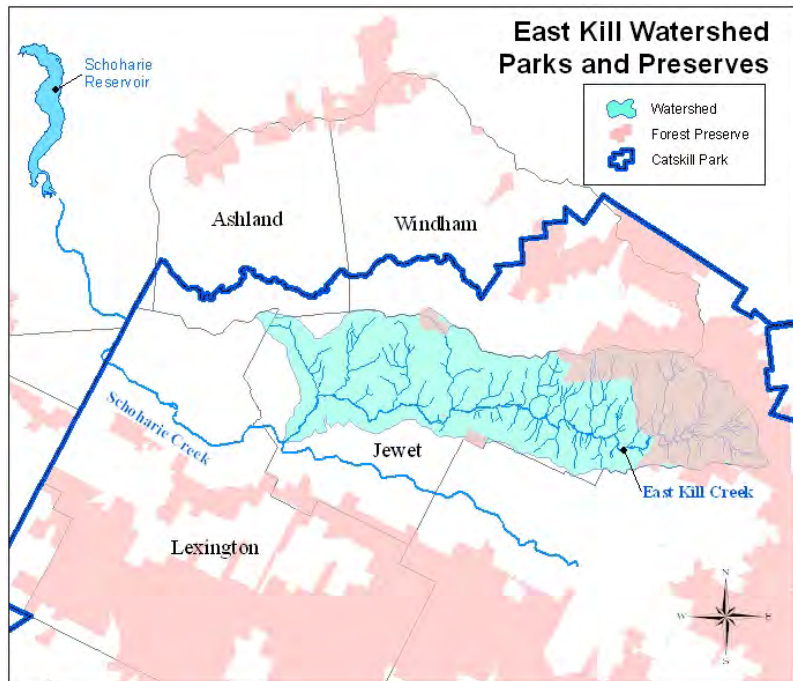 East Kill Watershed
Parks and Preserves
Schoharie
Reservoir
Watershed
Forest Preserve
Catskill Park
Ashland
Windham
Schoharie Creek
Jewet
East Kill Creek
Lexington
N
W
E
S